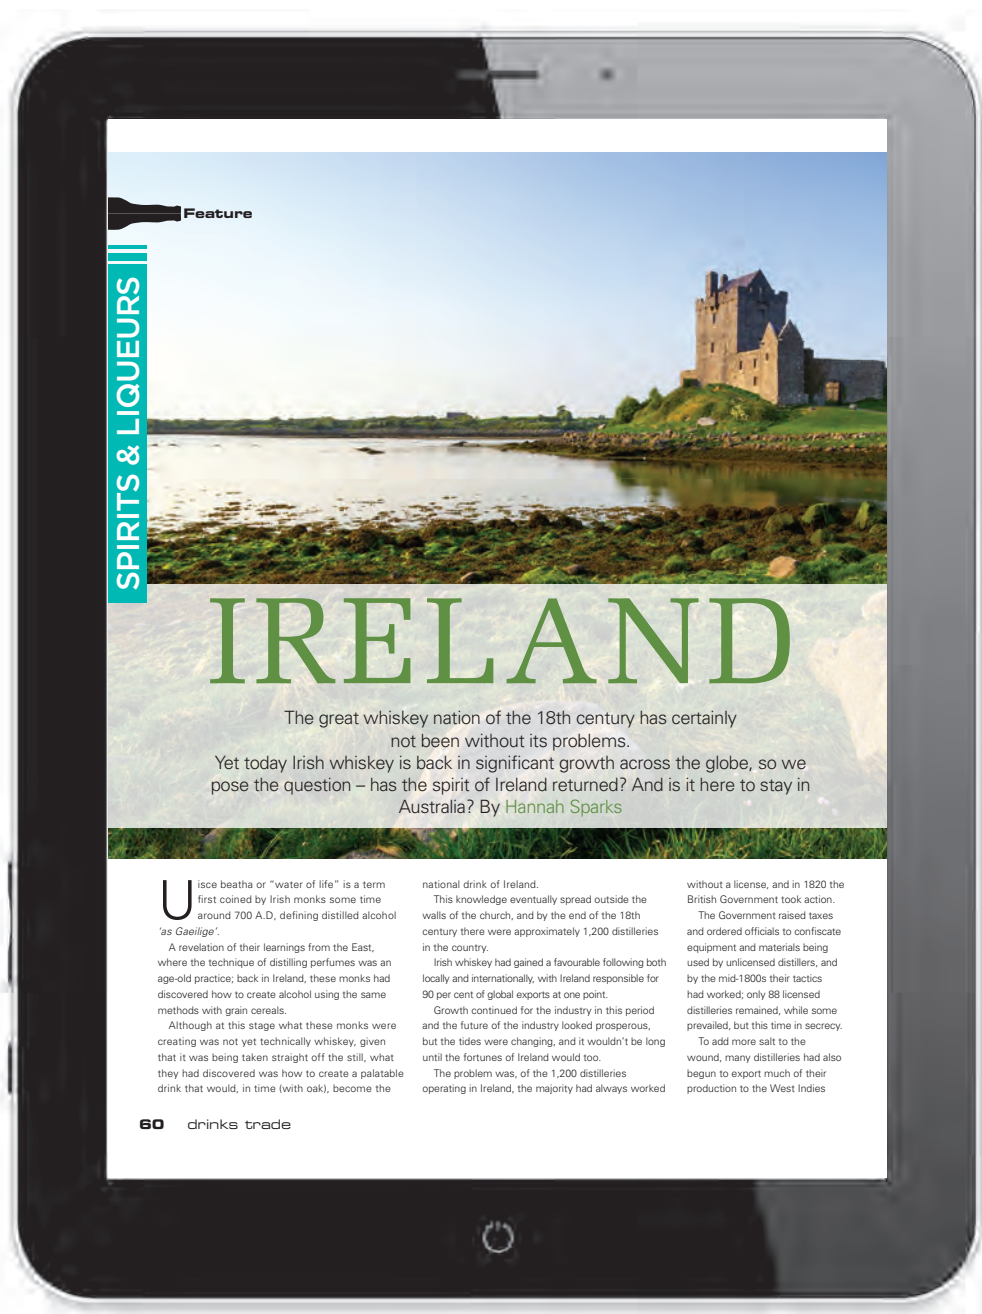 Feature
SPIRITS & LIQUEURS
IRELAND
The great whiskey nation of the 18th century has certainly
not been without its problems.
Yet today Irish whiskey is back in significant growth across the globe, so we
pose the question – has the spirit of Ireland returned? And is it here to stay in
Australia? By Hannah Sparks
Uisce beatha or “water of life” is a term
first coined by Irish monks some time
around 700 A.D, defining distilled alcohol
‘as Gaeilige’.
A revelation of their learnings from the East,
where the technique of distilling perfumes was an
age-old practice; back in Ireland, these monks had
discovered how to create alcohol using the same
methods with grain cereals.
Although at this stage what these monks were
creating was not yet technically whiskey, given
that it was being taken straight off the still, what
they had discovered was how to create a palatable
drink that would, in time (with oak), become the
national drink of Ireland.
This knowledge eventually spread outside the
walls of the church, and by the end of the 18th
century there were approximately 1,200 distilleries
in the country.
Irish whiskey had gained a favourable following both
locally and internationally, with Ireland responsible for
90 per cent of global exports at one point.
Growth continued for the industry in this period
and the future of the industry looked prosperous,
but the tides were changing, and it wouldn’t be long
until the fortunes of Ireland would too.
The problem was, of the 1,200 distilleries
operating in Ireland, the majority had always worked
without a license, and in 1820 the
British Government took action.
The Government raised taxes
and ordered officials to confiscate
equipment and materials being
used by unlicensed distillers, and
by the mid-1800s their tactics
had worked; only 88 licensed
distilleries remained, while some
prevailed, but this time in secrecy.
To add more salt to the
wound, many distilleries had also
begun to export much of their
production to the West Indies
60 drinks trade